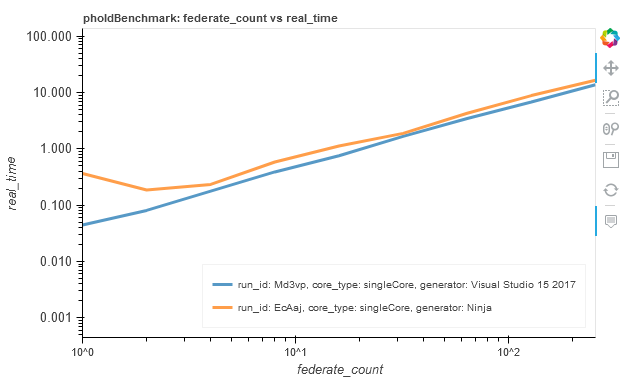 pholdBenchmark: federate_count vs real_time
100.000
10.000
1.000
0.100
0.010
0.001
real_time
run_id: Md3vp, core_type: singleCore, generator: Visual Studio 15 2017
run_id: EcAaj, core_type: singleCore, generator: Ninja
10^0
10^1
10^2
federate_count